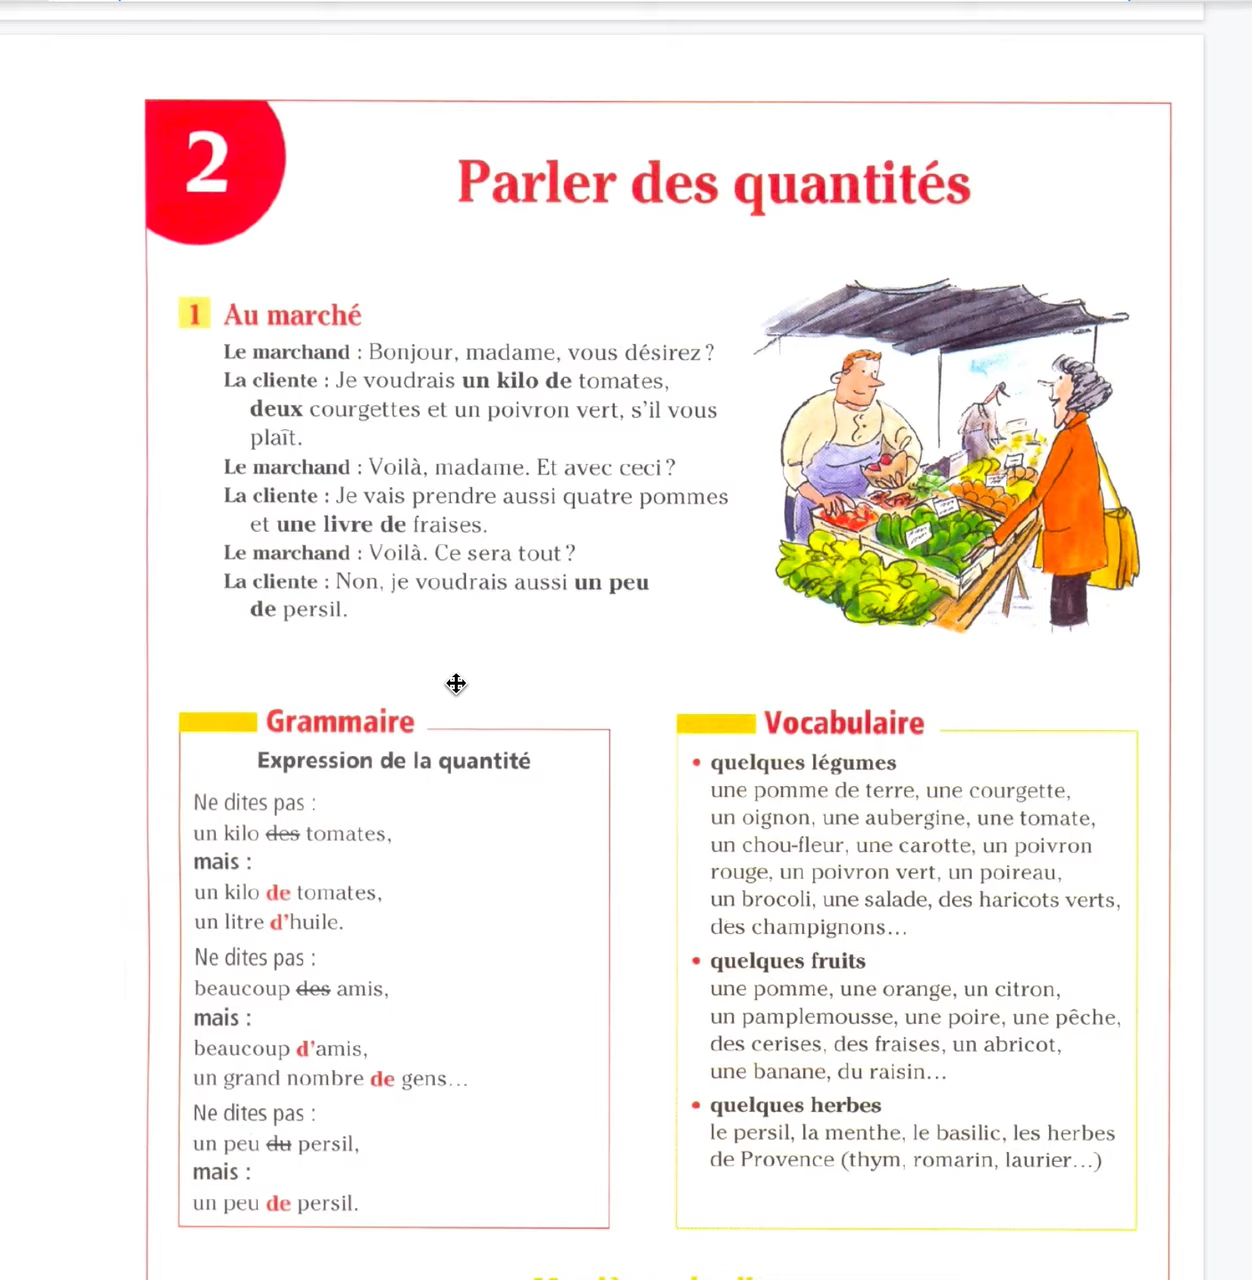 2
Parler des quantités
1 Au marché
Le marchand : Bonjour, madame, vous désirez ?
La cliente : Je voudrais un kilo de tomates,
deux courgettes et un poivron vert, s'il vous
plaît.
Le marchand : Voilà, madame. Et avec ceci ?
La cliente : Je vais prendre aussi quatre pommes
et une livre de fraises.
Le marchand : Voilà. Ce sera tout ?
La cliente : Non, je voudrais aussi un peu
de persil.
Grammaire
Expression de la quantité
Ne dites pas :
un kilo des tomates,
mais :
un kilo de tomates,
un litre d'huile.
Ne dites pas :
beaucoup des amis,
mais :
beaucoup d'amis,
un grand nombre de gens...
Ne dites pas :
un peu du persil,
mais :
un peu de persil.
Vocabulaire
• quelques légumes
une pomme de terre, une courgette,
un oignon, une aubergine, une tomate,
un chou-fleur, une carotte, un poivron
rouge, un poivron vert, un poireau,
un brocoli, une salade, des haricots verts,
des champignons...
• quelques fruits
une pomme, une orange, un citron,
un pamplemousse, une poire, une pêche,
des cerises, des fraises, un abricot,
une banane, du raisin...
• quelques herbes
le persil, la menthe, le basilic, les herbes
de Provence (thym, romarin, laurier...)